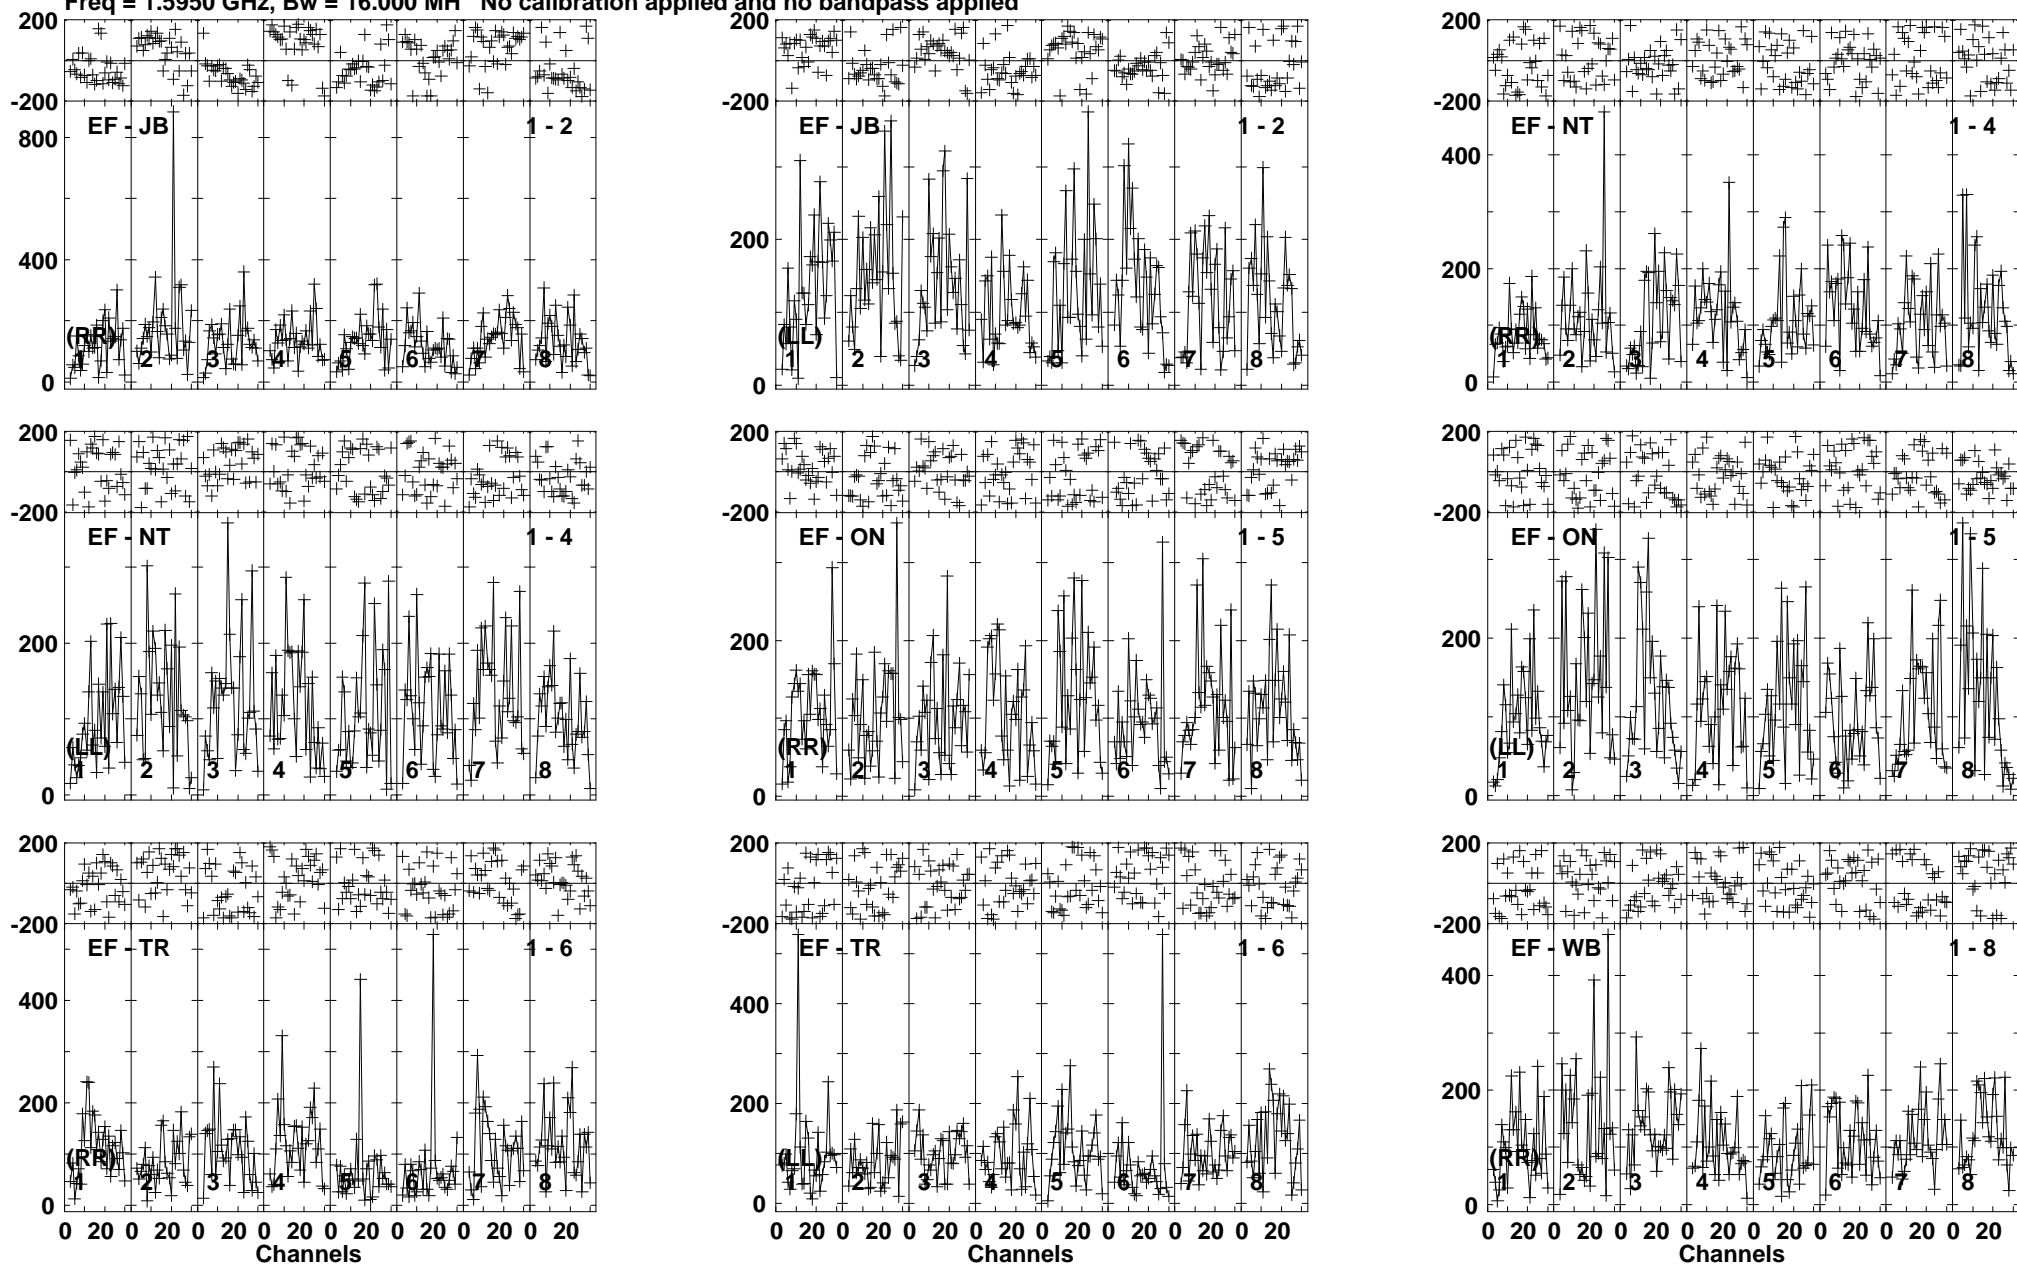 Freq = 1.5950 GHz, Bw = 16.000 MH No calibration applied and no bandpass applied
200
-200
EF - JB 1 - 2
800
400
0
(RR)
1 2 3 4 5 6 7 8
200
-200
EF - JB 1 - 2
200
0
(LL)
1 2 3 4 5 6 7 8
200
-200
EF - NT 1 - 4
400
200
0
(RR)
1 2 3 4 5 6 7 8
200
-200
EF - NT 1 - 4
200
0
(LL)
1 2 3 4 5 6 7 8
200
-200
EF - ON 1 - 5
200
0
(RR)
1 2 3 4 5 6 7 8
200
-200
EF - ON 1 - 5
200
0
(LL)
1 2 3 4 5 6 7 8
200
-200
EF - TR 1 - 6
400
200
0
(RR)
1 2 3 4 5 6 7 8
0 20 0 20 0 20 0 20 0 20 0 20 0 20 0 20
Channels
200
-200
EF - TR 1 - 6
400
200
0
(LL)
1 2 3 4 5 6 7 8
0 20 0 20 0 20 0 20 0 20 0 20 0 20 0 20
200
-200
EF - WB 1 - 8
400
200
0
(RR)
1 2 3 4 5 6 7 8
0 20 0 20 0 20 0 20 0 20 0 20 0 20 0 20
Channels